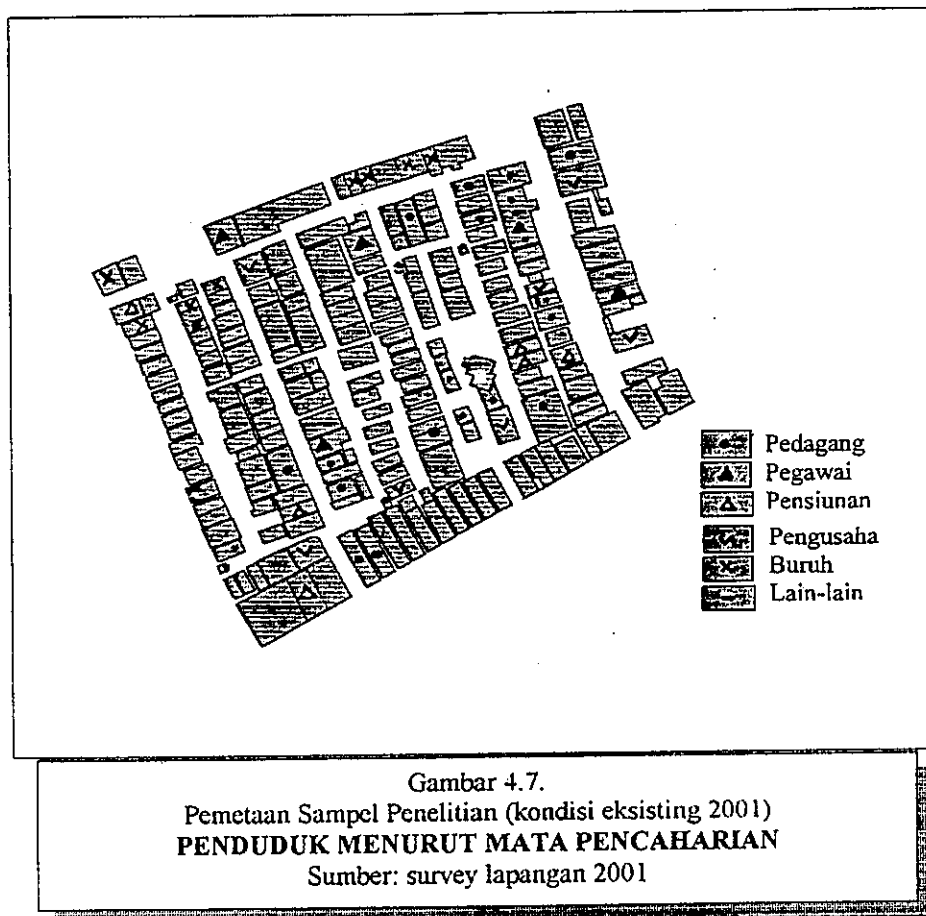 Pedagang
Pegawai
Pensiunan
Pengusaha
Buruh
Lain-lain
Gambar 4.7.
Pemetaan Sampel Penelitian (kondisi eksisting 2001)
PENDUDUK MENURUT MATA PENCAHARIAN
Sumber: survey lapangan 2001